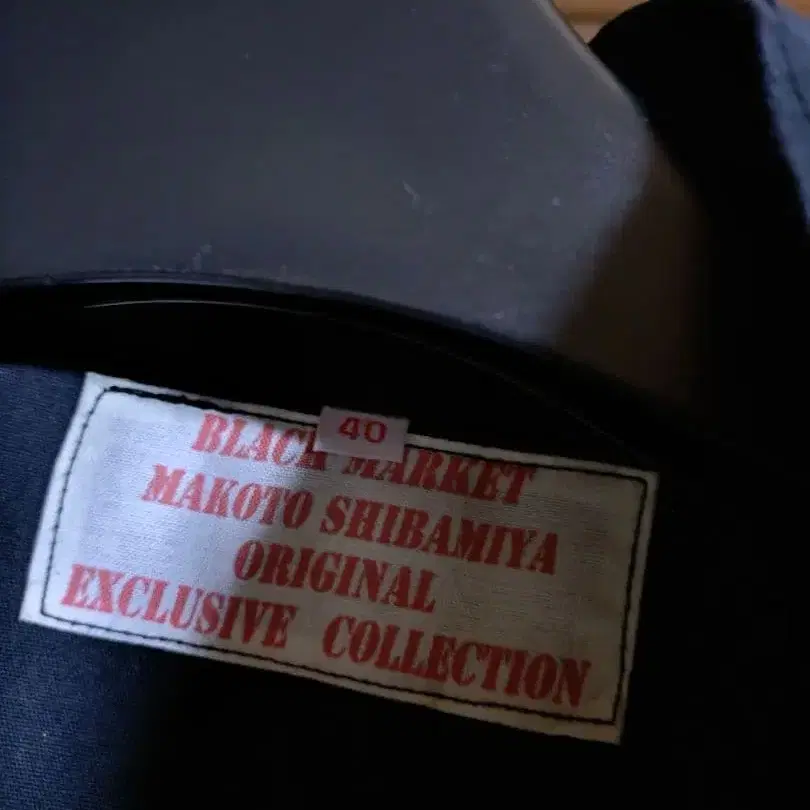 40
BLACK MARKET
MAKOTO SHIBAMIYA
ORIGINAL
EXCLUSIVE COLLECTION